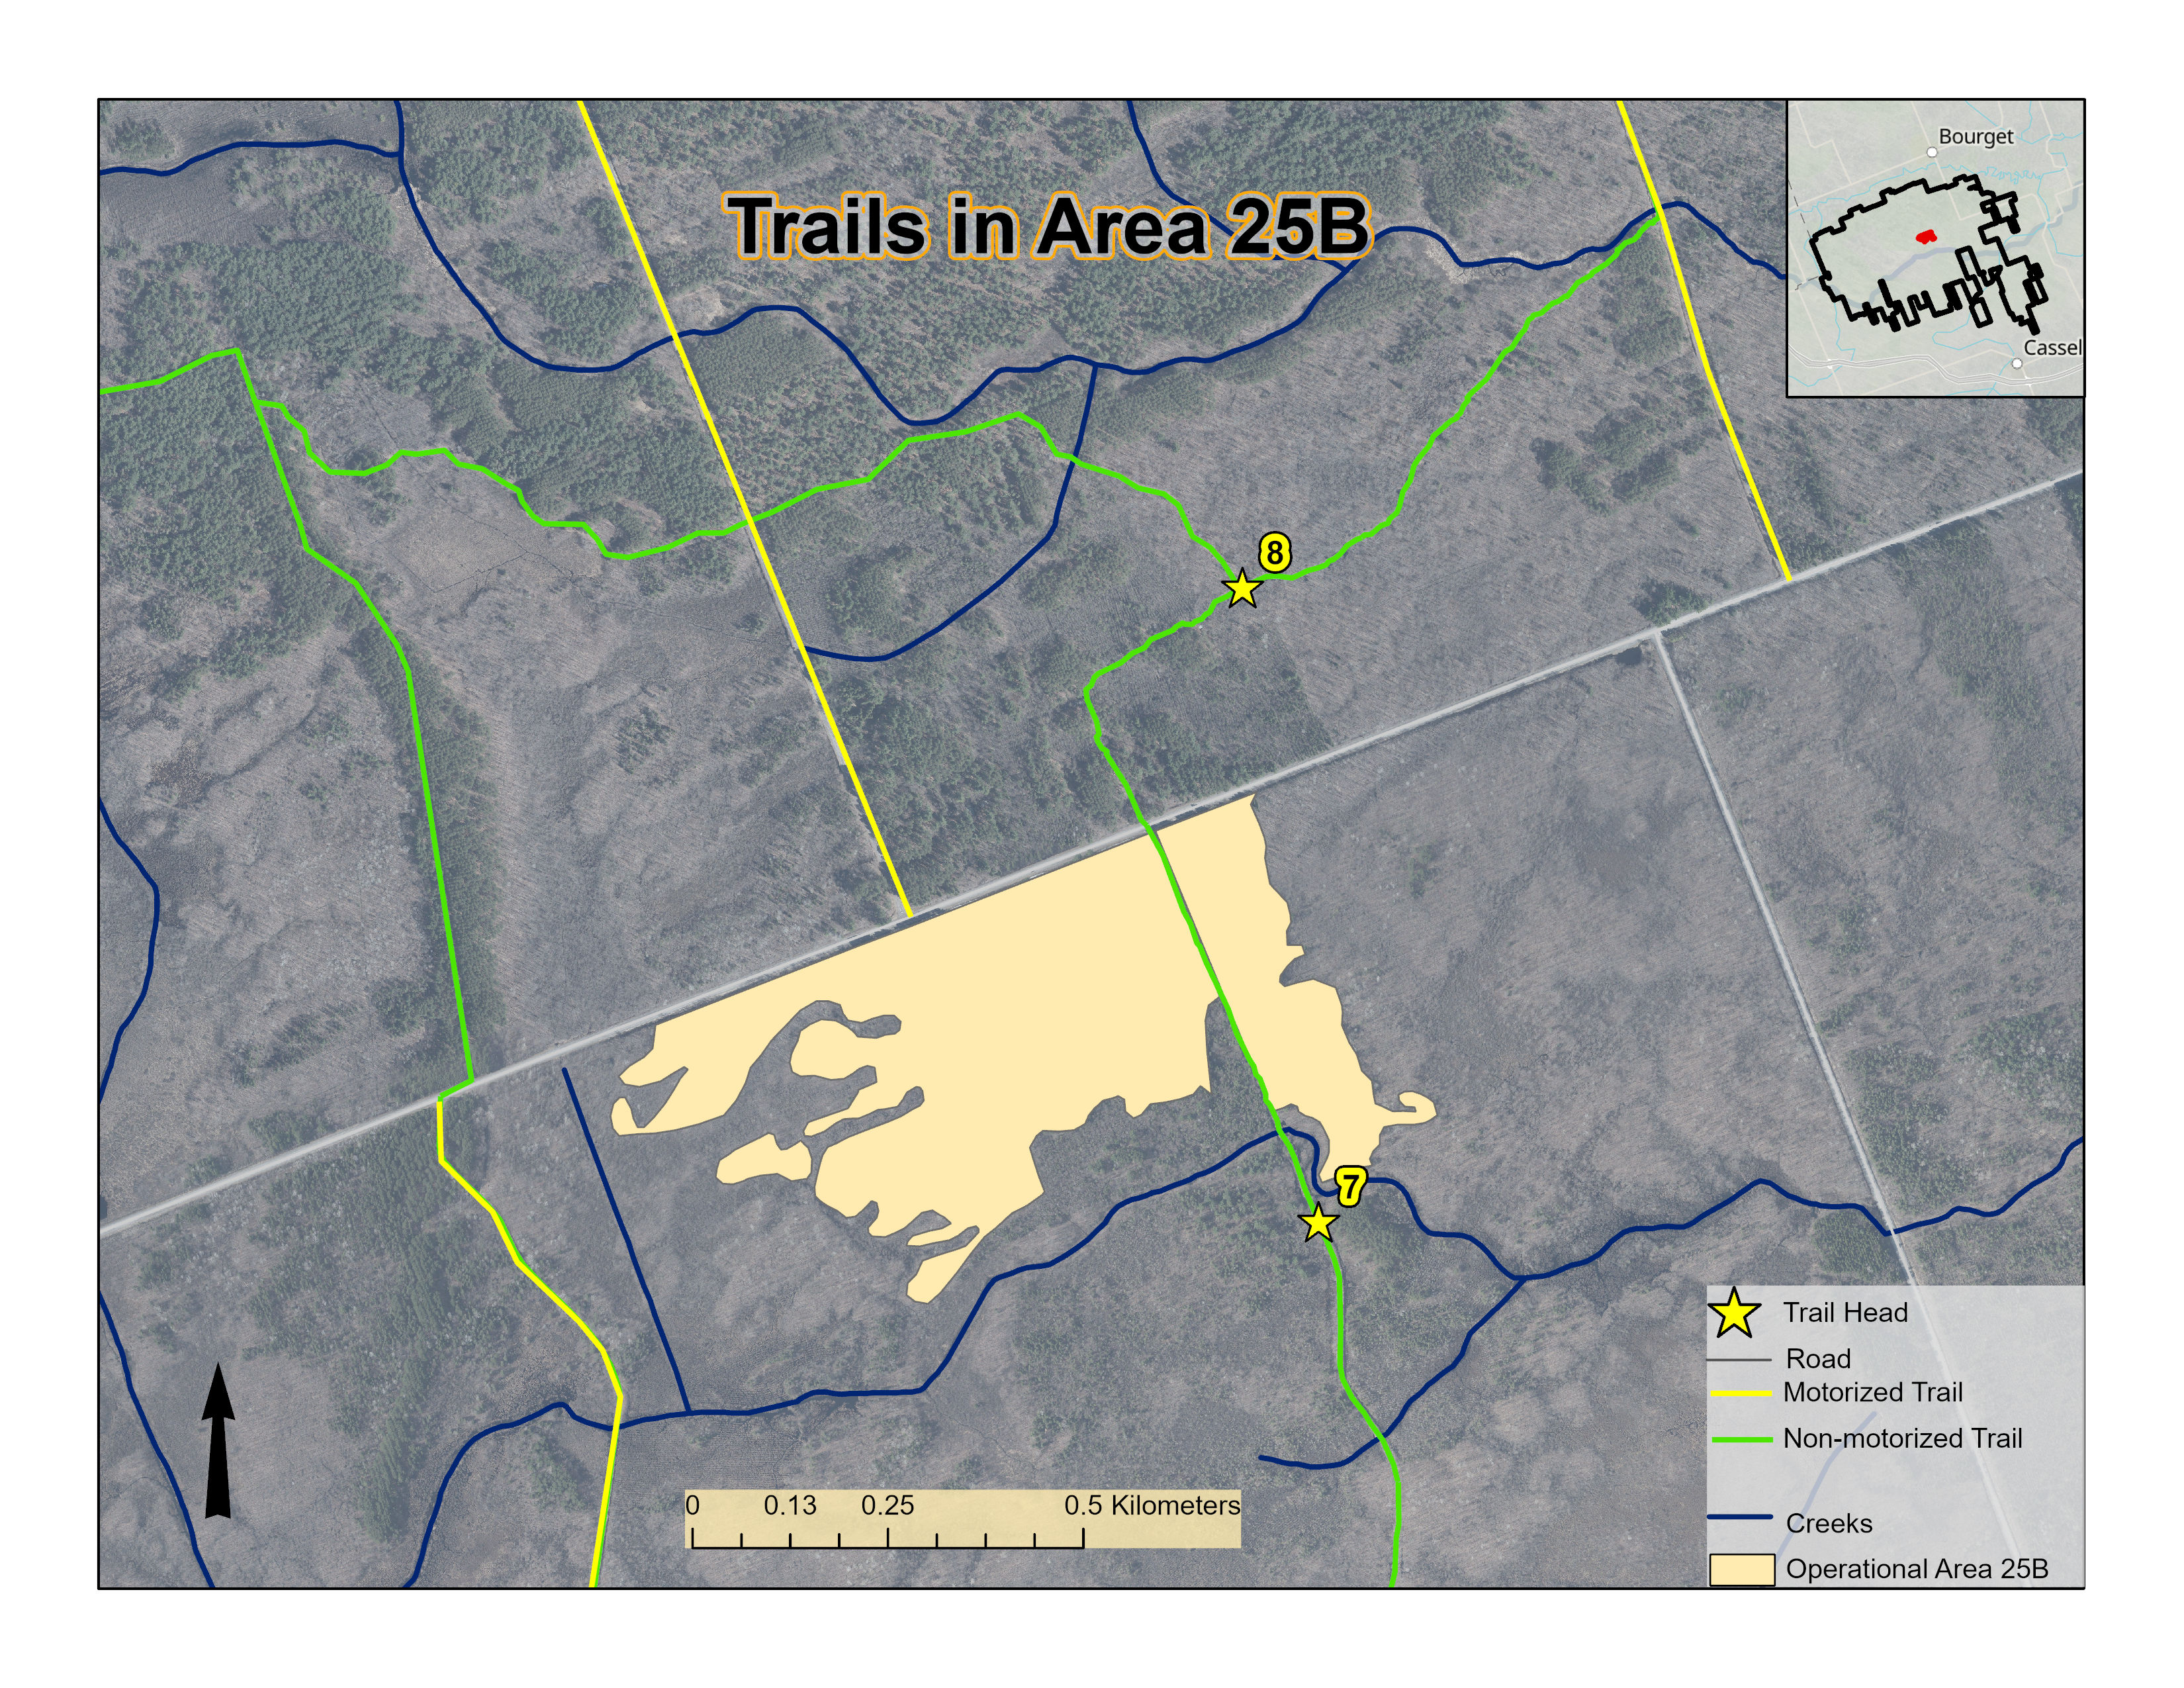 Trails in Area 25B
Bourget
Cassel
8
7
Trail Head
Road
Motorized Trail
Non-motorized Trail
Creeks
Operational Area 25B
0 0.13 0.25 0.5 Kilometers